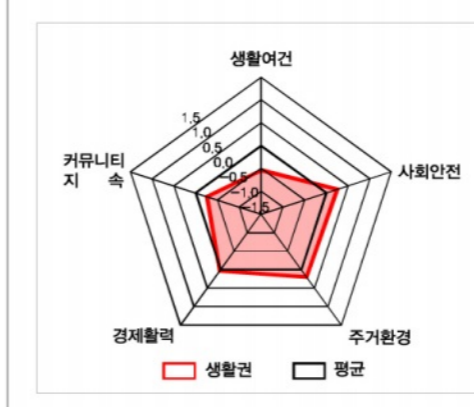 생활여건
1.5
1.0
0.5
0.0
-0.5
-1.0
-1.5
커뮤니티
지 속
사회안전
경제활력
주거환경
생활권
평균